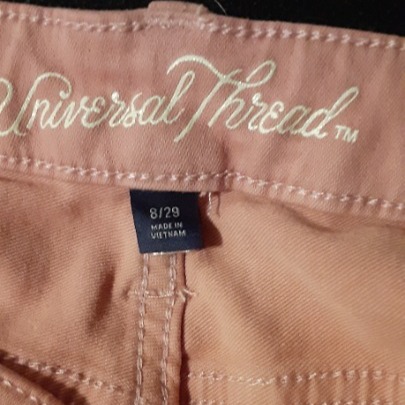 Universal Thread™
8/29
MADE IN
VIETNAM